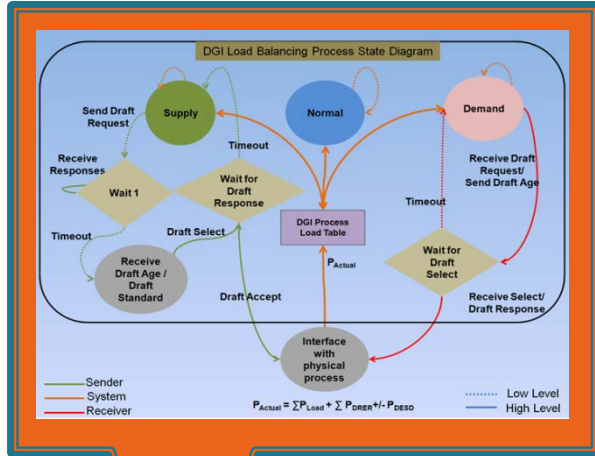 DGI Load Balancing Process State Diagram
Supply
Normal
Demand
Send Draft
Request
Receive
Responses
Wait 1
Timeout
Wait for
Draft
Response
Timeout
Receive Draft
Request/
Send Draft Age
Timeout
DGI Process
Load Table
Wait for
Draft
Select
Draft Select
Receive
Draft Age /
Draft
Standard
P_Actual
Draft Accept
Receive Select/
Draft Response
Interface
with
physical
process
Sender
System
Receiver
P_Actual = ∑P_Load + ∑ P_DRER +/- P_DESD
Low Level
High Level